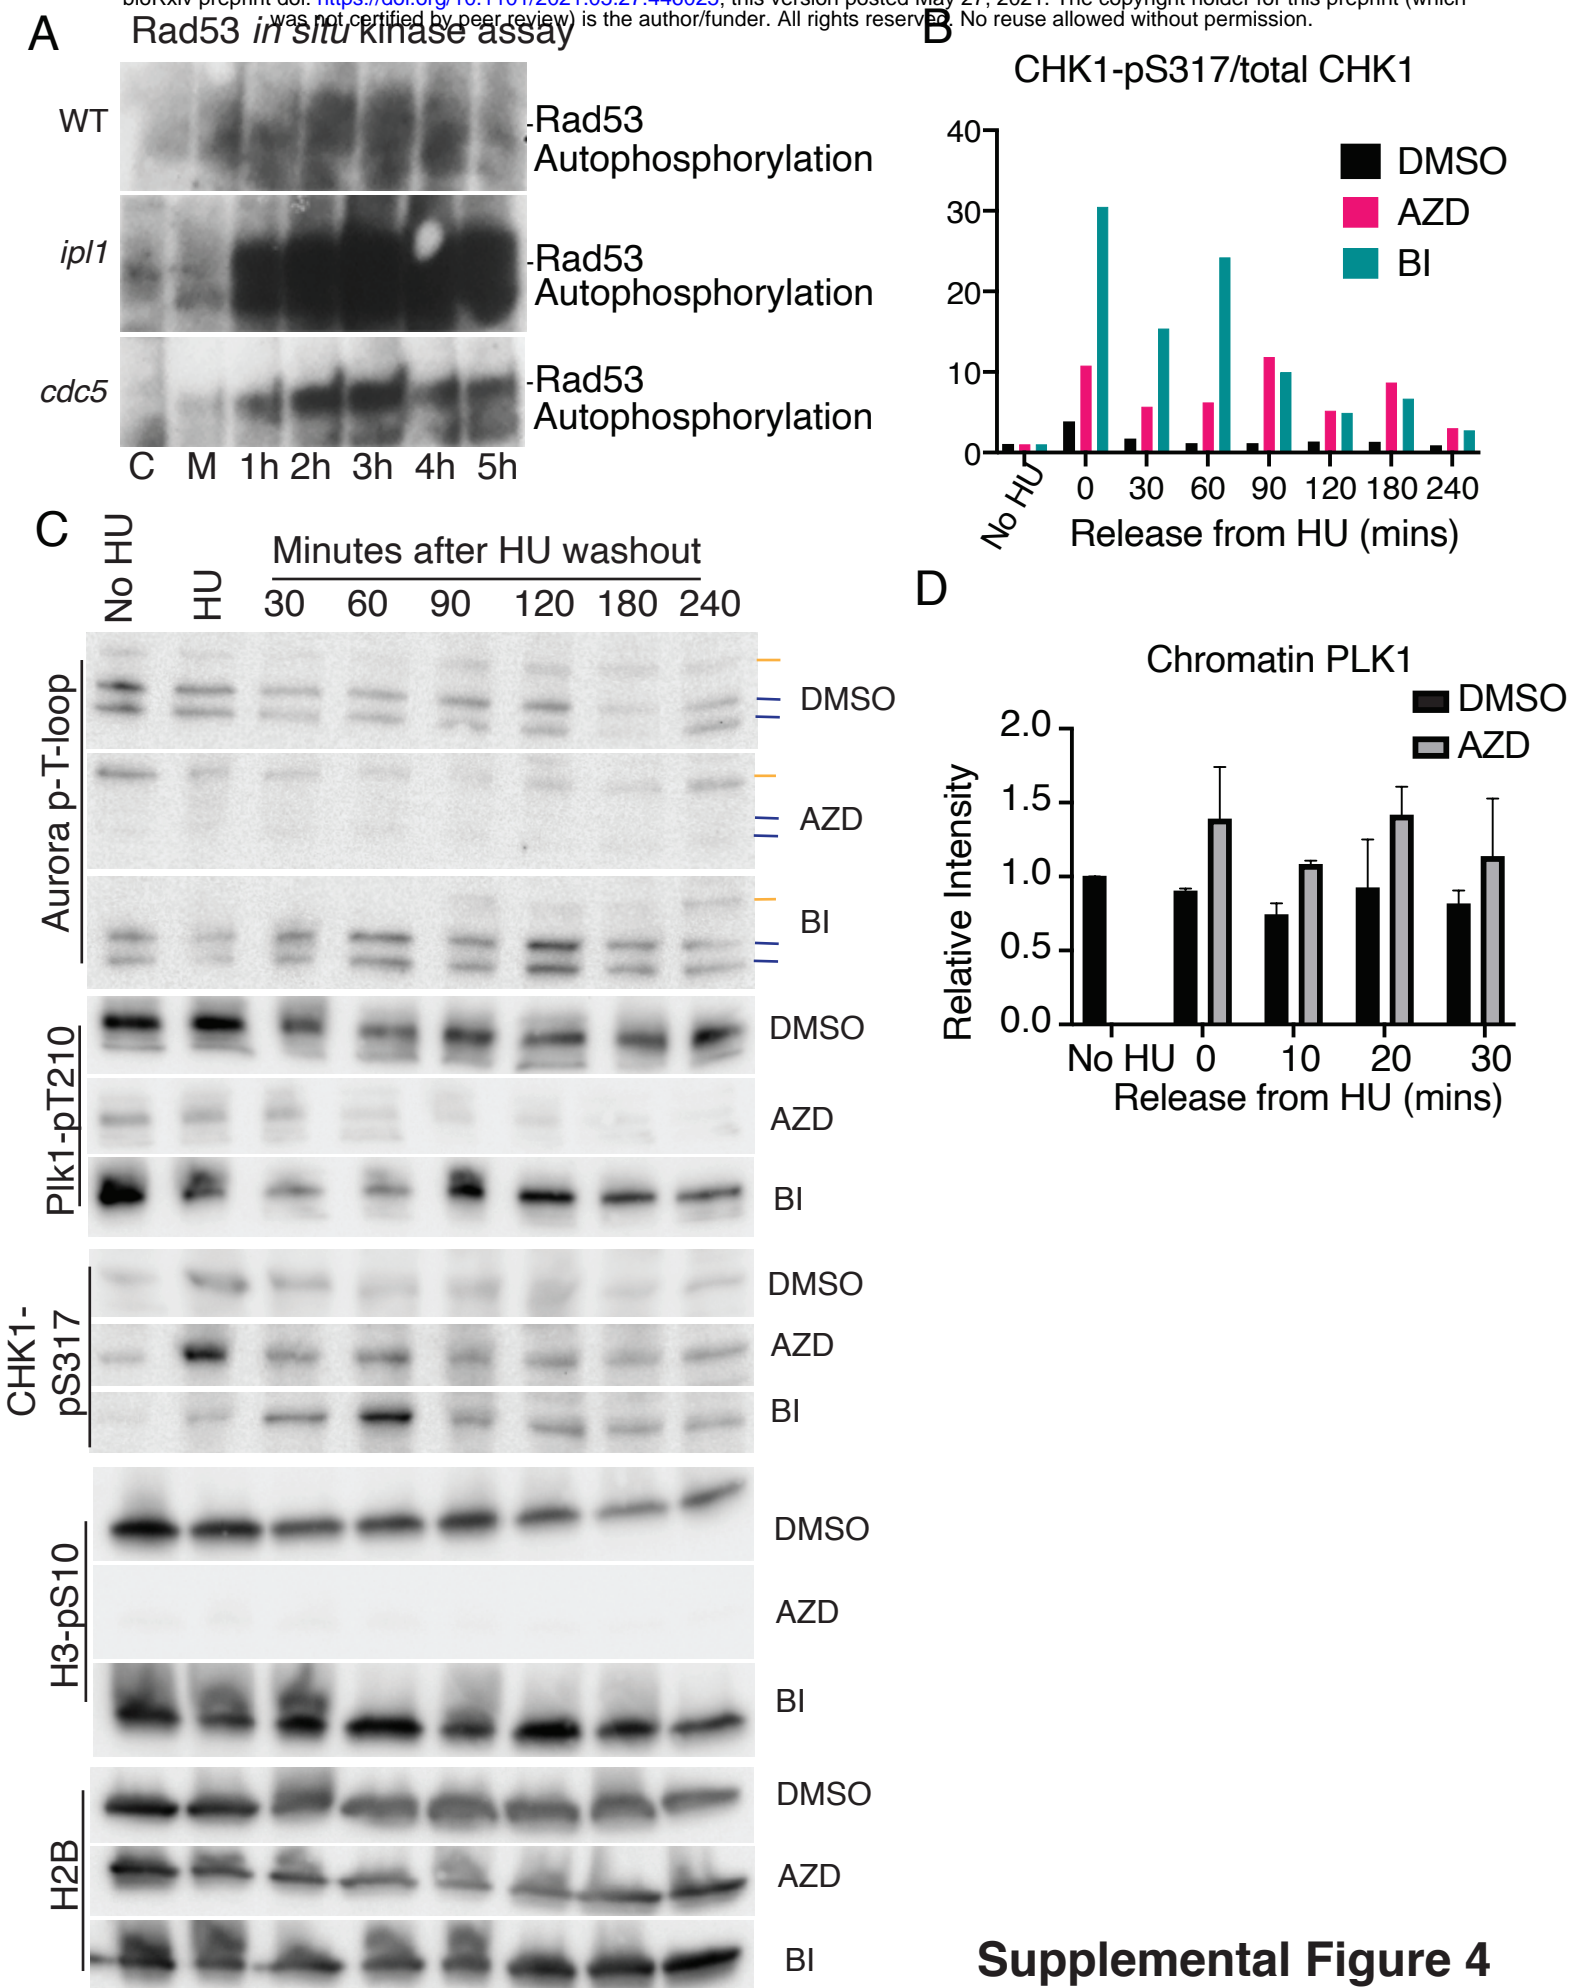 was not certified by peer review) is the author/funder. All rights reserved. No reuse allowed without permission.
A
Rad53 in situ kinase assay
WT
-Rad53
Autophosphorylation
ipl1
-Rad53
Autophosphorylation
cdc5
-Rad53
Autophosphorylation
C M 1h 2h 3h 4h 5h
B
CHK1-pS317/total CHK1
40
30
20
10
0
DMSO
AZD
BI
No HU 0 30 60 90 120 180 240
Release from HU (mins)
C
No HU
HU
Minutes after HU washout
30 60 90 120 180 240
Aurora p-T-loop
DMSO
AZD
BI
Plk1-pT210
DMSO
AZD
BI
CHK1-
pS317
DMSO
AZD
BI
H3-pS10
DMSO
AZD
BI
H2B
DMSO
AZD
BI
D
Chromatin PLK1
DMSO
AZD
Relative Intensity
2.0
1.5
1.0
0.5
0.0
No HU 0 10 20 30
Release from HU (mins)
Supplemental Figure 4